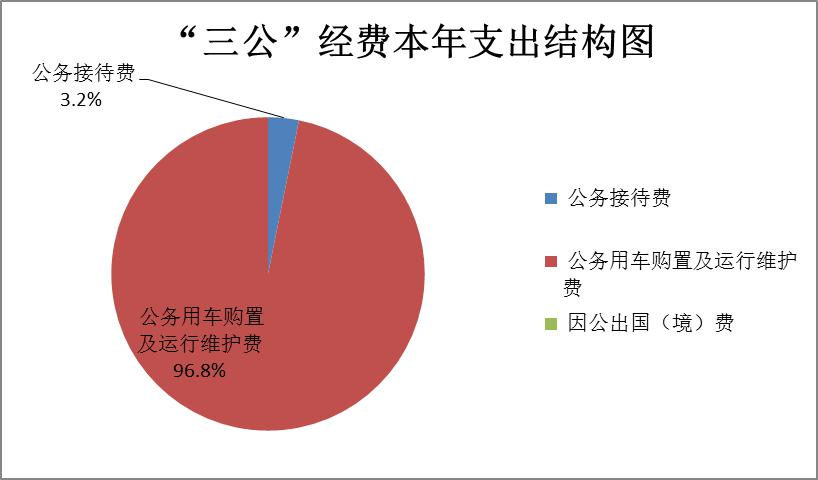 “三公”经费本年支出结构图
公务接待费
3.2%
公务用车购置
及运行维护费
96.8%
公务接待费
公务用车购置及运行维护
费
因公出国（境）费